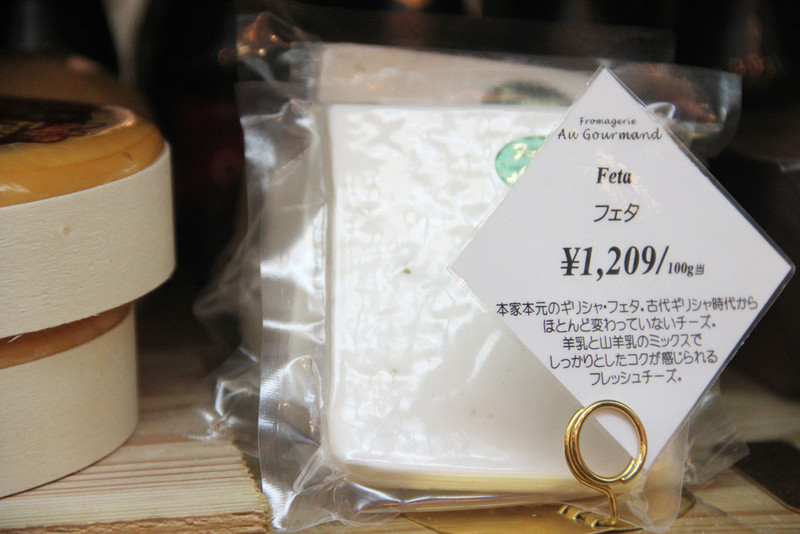 Fromagerie
Au Gourmand
Feta
フェタ
¥1,209/100g当
本家本元のギリシャ・フェタ。古代ギリシャ時代から
ほとんど変わっていないチーズ。
羊乳と山羊乳のミックスで
しっかりとしたコクが感じられる
フレッシュチーズ。